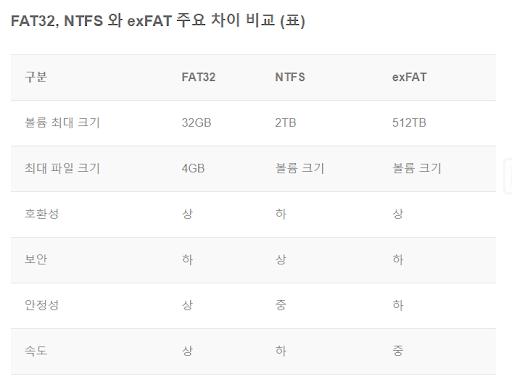 FAT32, NTFS 와 exFAT 주요 차이 비교 (표)
구분 FAT32 NTFS exFAT
볼륨 최대 크기 32GB 2TB 512TB
최대 파일 크기 4GB 볼륨 크기 볼륨 크기
호환성 상 하 상
보안 하 상 하
안정성 상 중 하
속도 상 하 중